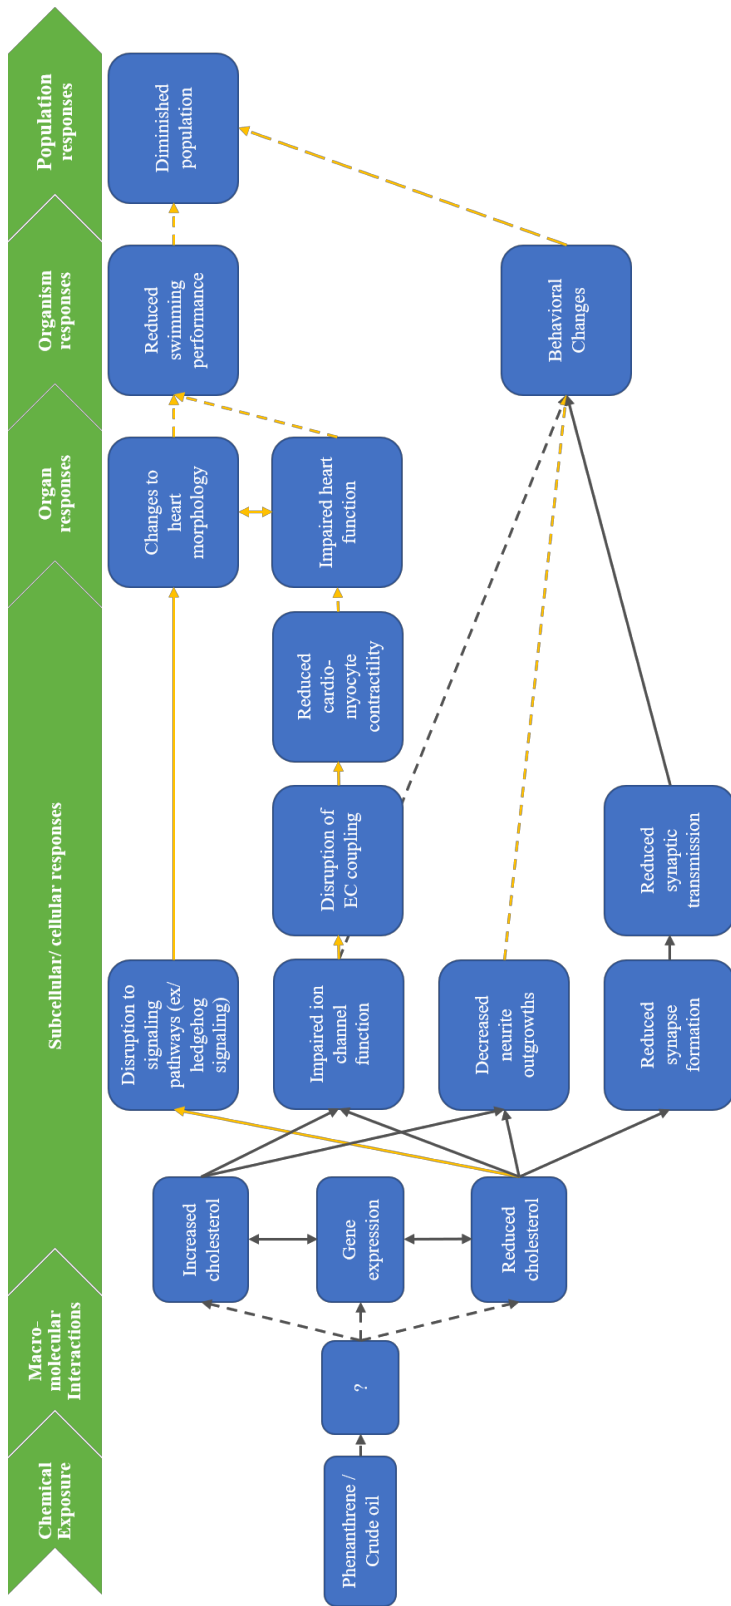 Chemical
Exposure
Macro-
molecular
Interactions
Subcellular/ cellular responses
Organ
responses
Organism
responses
Population
responses
Phenanthrene /
Crude oil
?
Increased
cholesterol
Gene
expression
Reduced
cholesterol
Disruption to
signaling
pathways (ex/
hedgehog
signaling)
Impaired ion
channel
function
Decreased
neurite
outgrowths
Reduced
synapse
formation
Disruption of
EC coupling
Reduced
synaptic
transmission
Reduced
cardio-
myocyte
contractility
Changes to
heart
morphology
Impaired heart
function
Reduced
swimming
performance
Behavioral
Changes
Diminished
population